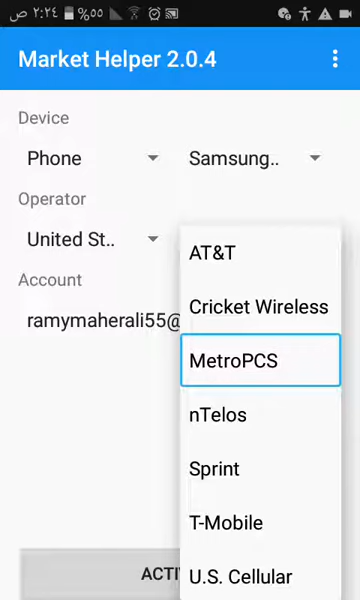 ص ٢:٢٤ %٥٥
Market Helper 2.0.4
Device
Phone Samsung..
Operator
United St..
AT&T
Account
Cricket Wireless
ramymaherali55@
MetroPCS
nTelos
Sprint
T-Mobile
ACTI
U.S. Cellular